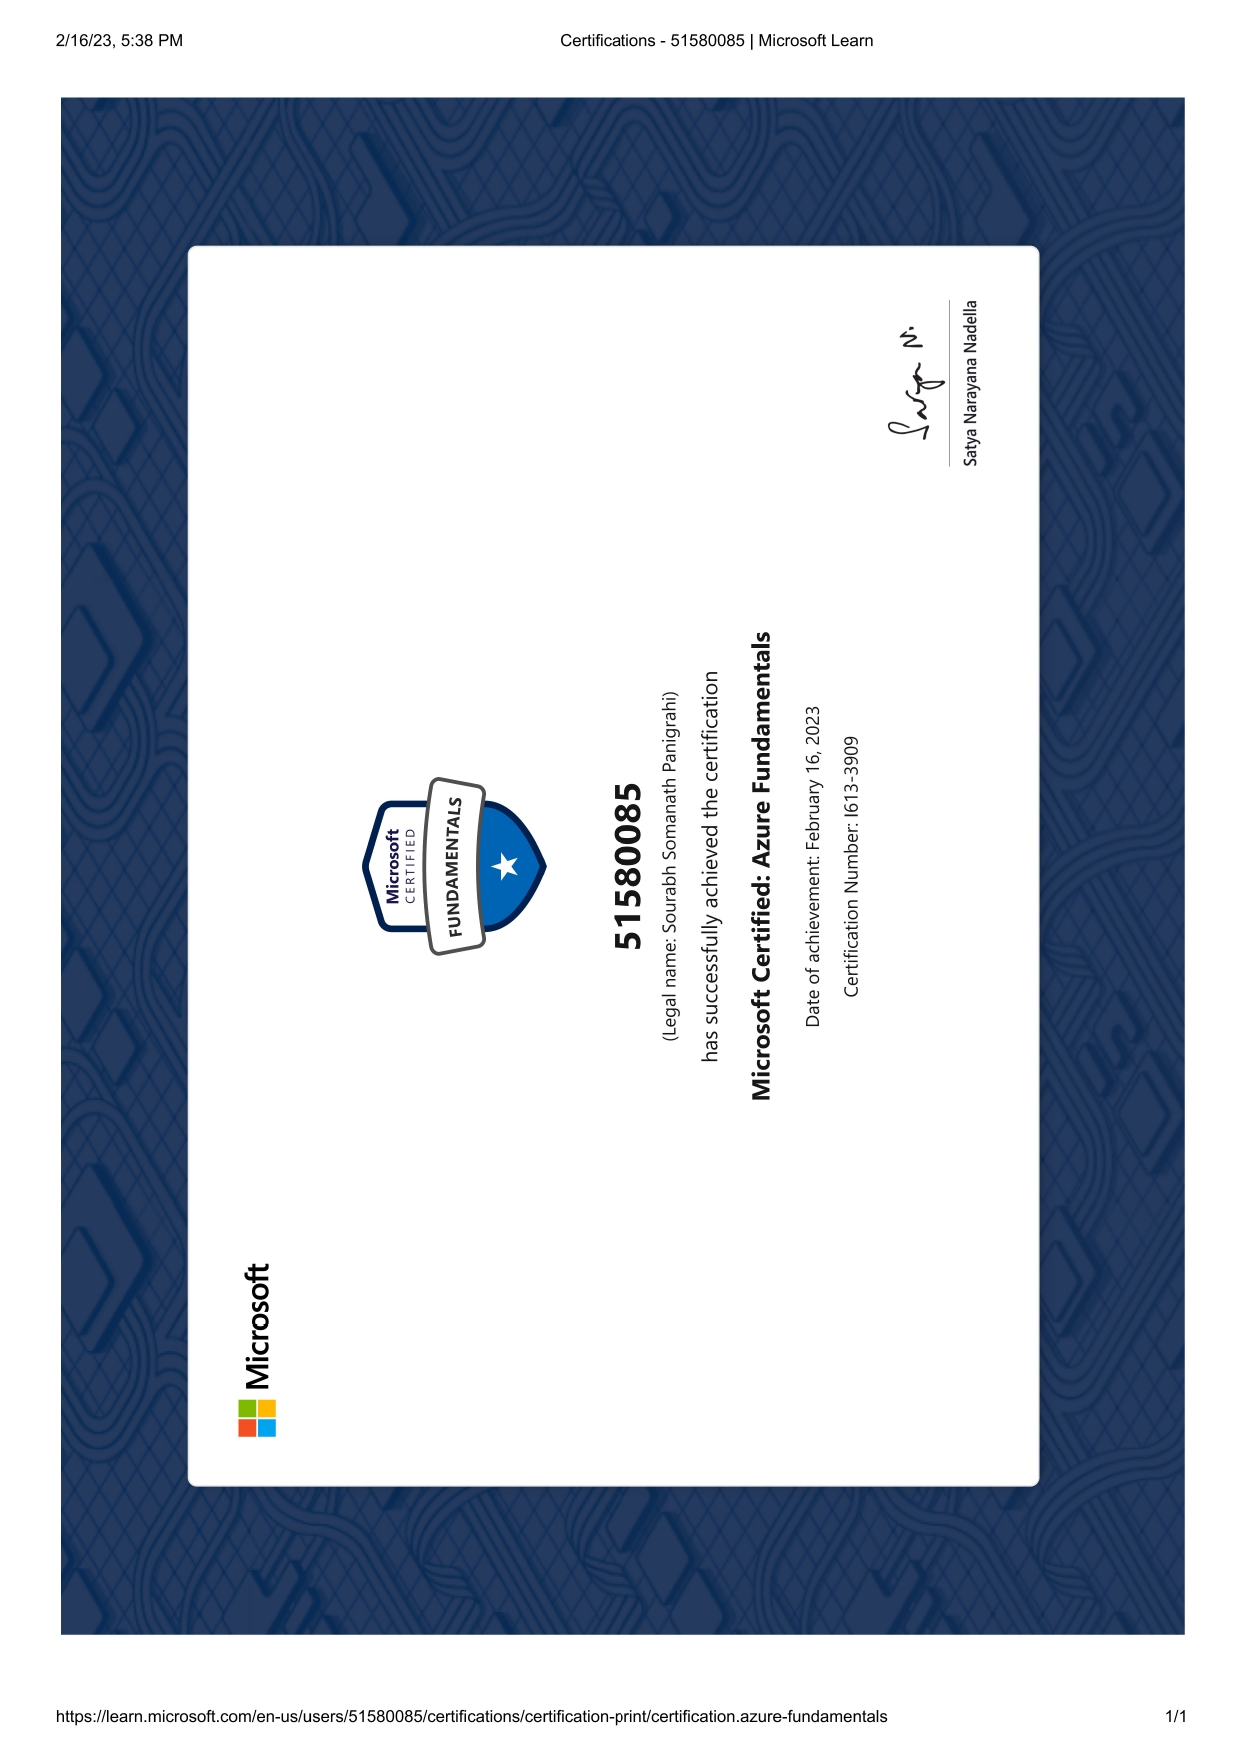 2/16/23, 5:38 PM
Certifications - 51580085 | Microsoft Learn
Microsoft
Microsoft
CERTIFIED
FUNDAMENTALS
51580085
(Legal name: Sourabh Somanath Panigrahi)
has successfully achieved the certification
Microsoft Certified: Azure Fundamentals
Date of achievement: February 16, 2023
Certification Number: I613-3909
Satya N.
Satya Narayana Nadella
https://learn.microsoft.com/en-us/users/51580085/certifications/certification-print/certification.azure-fundamentals
1/1